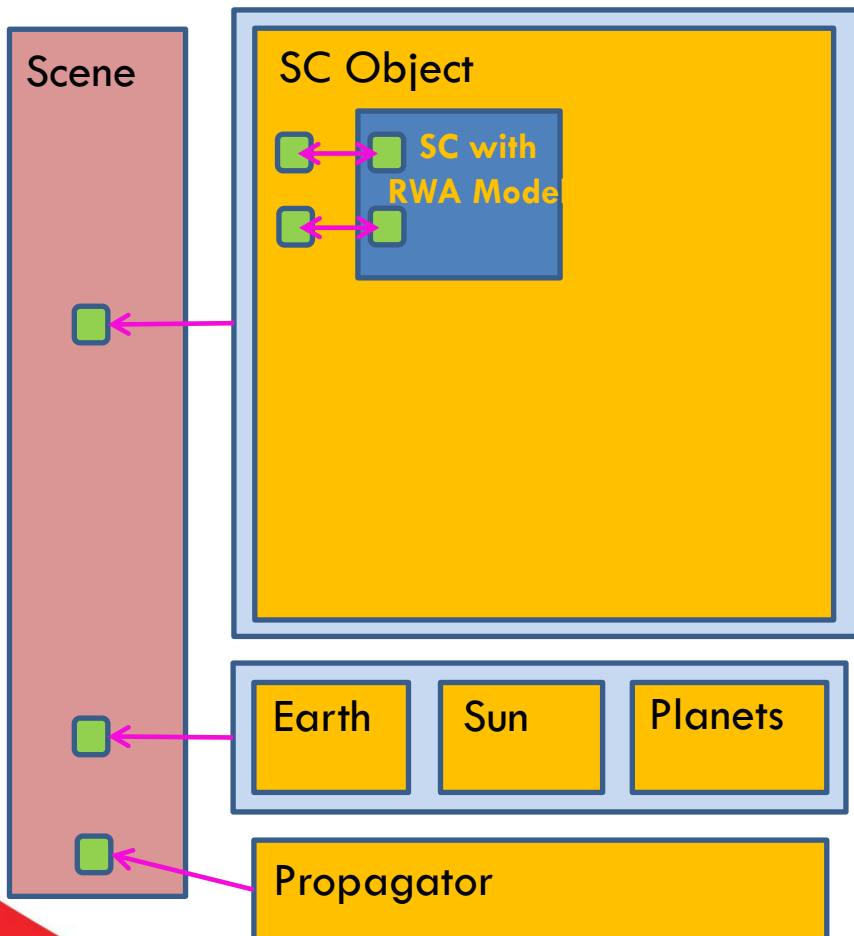 Scene
SC Object
SC with
RWA Model
Earth
Sun
Planets
Propagator